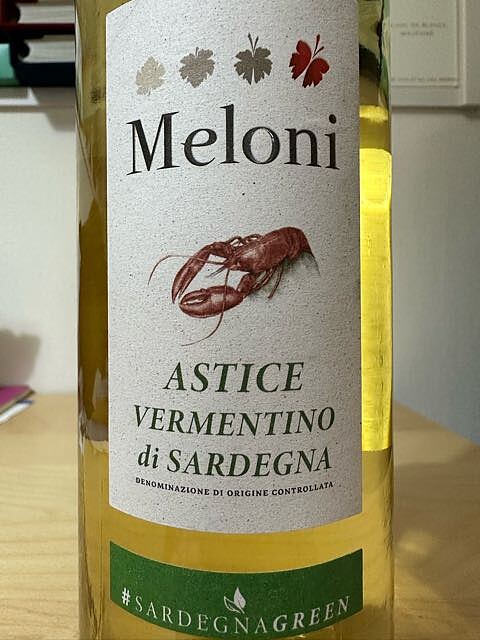 Meloni
ASTICE
VERMENTINO
di SARDEGNA
DENOMINAZIONE DI ORIGINE CONTROLLATA
#SARDEGNAGREEN